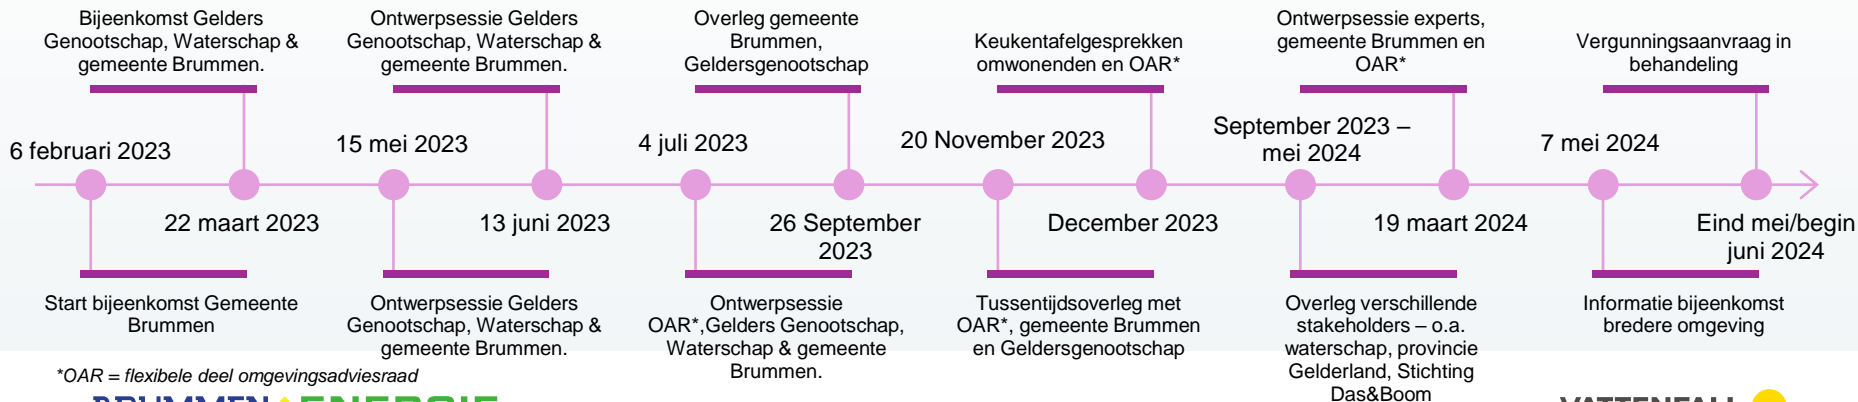 Bijeenkomst Gelders
Genootschap, Waterschap &
gemeente Brummen.
Ontwerpsessie Gelders
Genootschap, Waterschap &
gemeente Brummen.
Overleg gemeente
Brummen,
Geldersgenootschap
Keukentafelgesprekken
omwonenden en OAR*
Ontwerpsessie experts,
gemeente Brummen en
OAR*
Vergunningsaanvraag in
behandeling
6 februari 2023
15 mei 2023
4 juli 2023
20 November 2023
September 2023 –
mei 2024
7 mei 2024
22 maart 2023
13 juni 2023
26 September
2023
December 2023
19 maart 2024
Eind mei/begin
juni 2024
Start bijeenkomst Gemeente
Brummen
Ontwerpsessie Gelders
Genootschap, Waterschap &
gemeente Brummen.
Ontwerpsessie
OAR*,Gelders Genootschap,
Waterschap & gemeente
Brummen.
Tussentijdsoverleg met
OAR*, gemeente Brummen
en Geldersgenootschap
Overleg verschillende
stakeholders – o.a.
waterschap, provincie
Gelderland, Stichting
Das&Boom
Informatie bijeenkomst
bredere omgeving
*OAR = flexibele deel omgevingsadviesraad
BRUMMEN ENERGIE
VATTENFALL